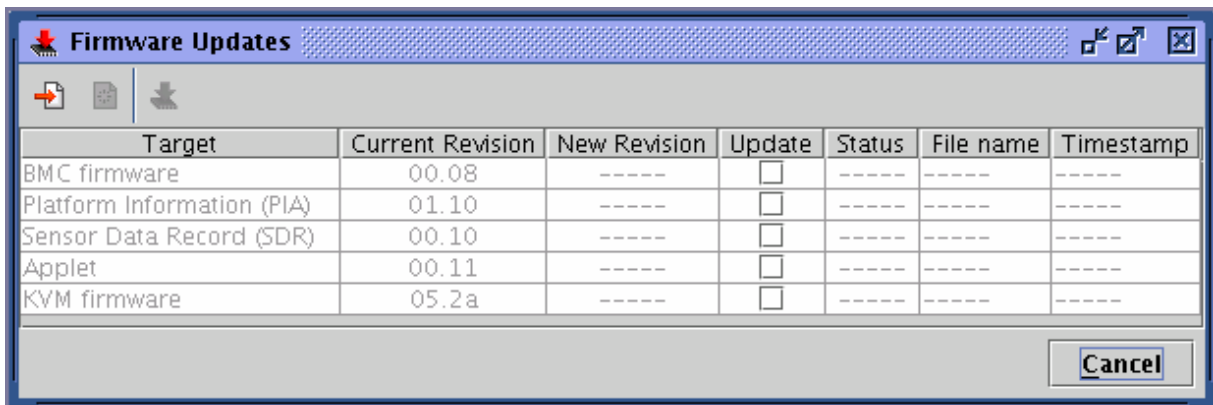 Firmware Updates
Target Current Revision New Revision Update Status File name Timestamp
BMC firmware 00.08 ----- ----- ----- -----
Platform Information (PIA) 01.10 ----- ----- ----- -----
Sensor Data Record (SDR) 00.10 ----- ----- ----- -----
Applet 00.11 ----- ----- ----- -----
KVM firmware 05.2a ----- ----- ----- -----
Cancel